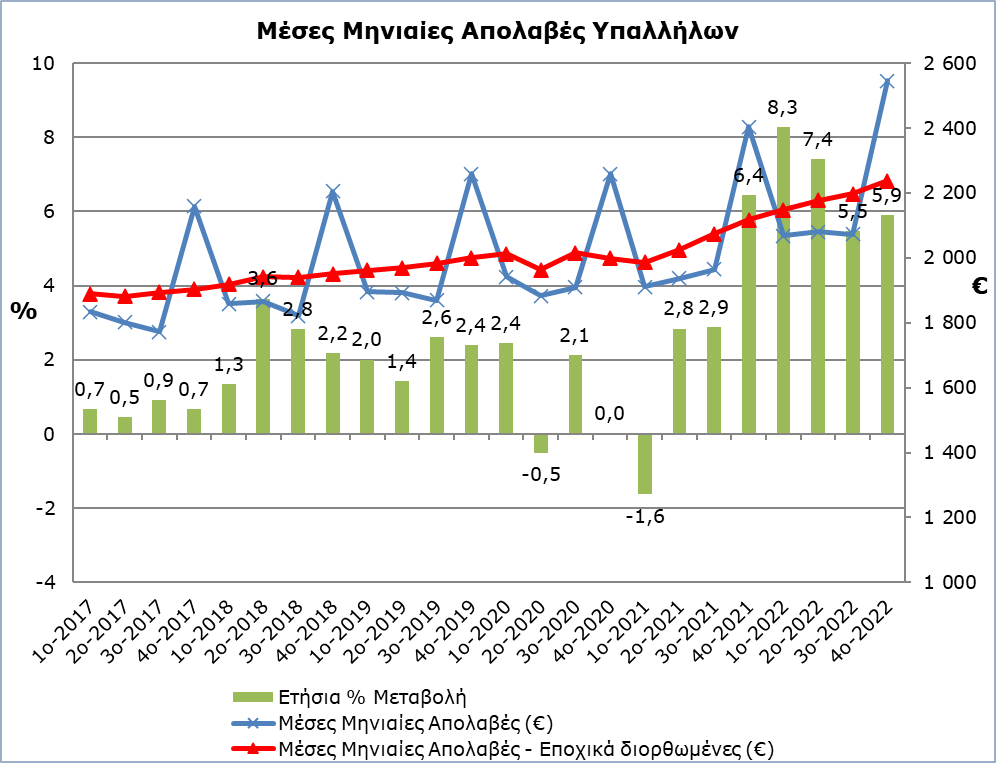 Μέσες Μηνιαίες Απολαβές Υπαλλήλων
10
8
6
4
2
0
-2
-4
%
2 600
2 400
2 200
2 000
1 800
1 600
1 400
1 200
1 000
€
0,7
0,5
0,9
0,7
1,3
3,6
2,8
2,2
2,0
1,4
2,6
2,4
2,4
-0,5
2,1
0,0
-1,6
2,8
2,9
6,4
8,3
7,4
5,5
5,9
1ο-2017
2ο-2017
3ο-2017
4ο-2017
1ο-2018
2ο-2018
3ο-2018
4ο-2018
1ο-2019
2ο-2019
3ο-2019
4ο-2019
1ο-2020
2ο-2020
3ο-2020
4ο-2020
1ο-2021
2ο-2021
3ο-2021
4ο-2021
1ο-2022
2ο-2022
3ο-2022
4ο-2022
Ετήσια % Μεταβολή
Μέσες Μηνιαίες Απολαβές (€)
Μέσες Μηνιαίες Απολαβές - Εποχικά διορθωμένες (€)